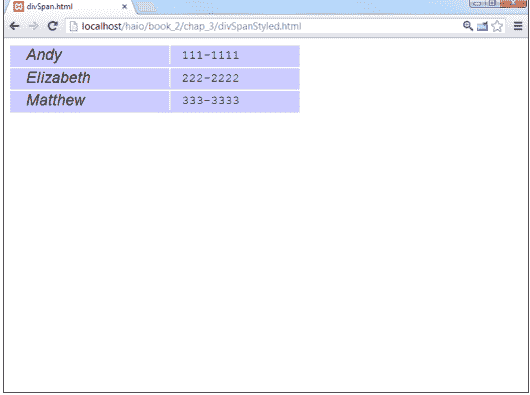 divSpan.html
localhost/haio/book_2/chap_3/divSpanStyled.html
Andy 111-1111
Elizabeth 222-2222
Matthew 333-3333